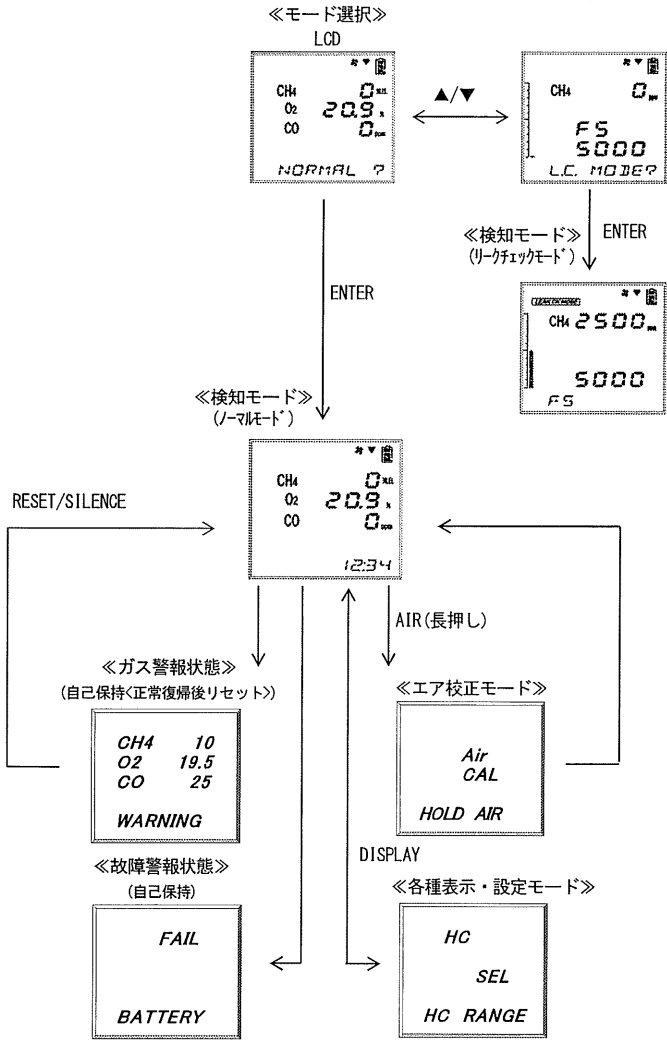 ≪モード選択≫
LCD
CH4 0 %LEL
O2 20.9 %
CO 0 ppm
NORMAL ?
▲/▼
CH4 0 ppm
FS
5000
L.C. MODE?
ENTER
≪検知モード≫
(リークチェックモード)
ENTER
CH4 2500 ppm
5000
FS
≪検知モード≫
(ノーマルモード)
CH4 0 %LEL
O2 20.9 %
CO 0 ppm
12:34
RESET/SILENCE
AIR(長押し)
≪ガス警報状態≫
(自己保持<正常復帰後リセット>)
CH4 10
O2 19.5
CO 25
WARNING
≪エア校正モード≫
Air
CAL
HOLD AIR
DISPLAY
≪故障警報状態≫
(自己保持)
FAIL
BATTERY
≪各種表示・設定モード≫
HC
SEL
HC RANGE